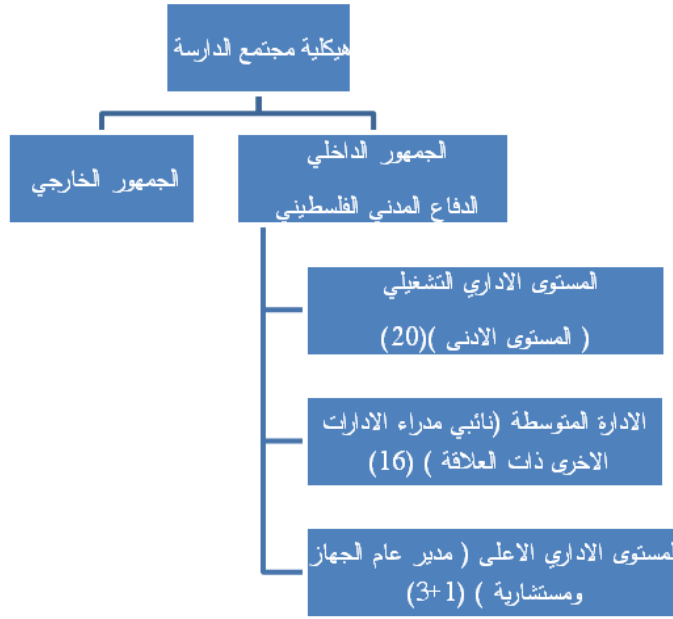 هيكلية مجتمع الدارسة
الجمهور الداخلي
الدفاع المدني الفلسطيني
الجمهور الخارجي
المستوى الاداري التشغيلي
( المستوى الادنى )(20)
الادارة المتوسطة (نائبي مدراء الادارات
الاخرى ذات العلاقة ) (16)
المستوى الاداري الاعلى ( مدير عام الجهاز
ومستشارية ) (1+3)